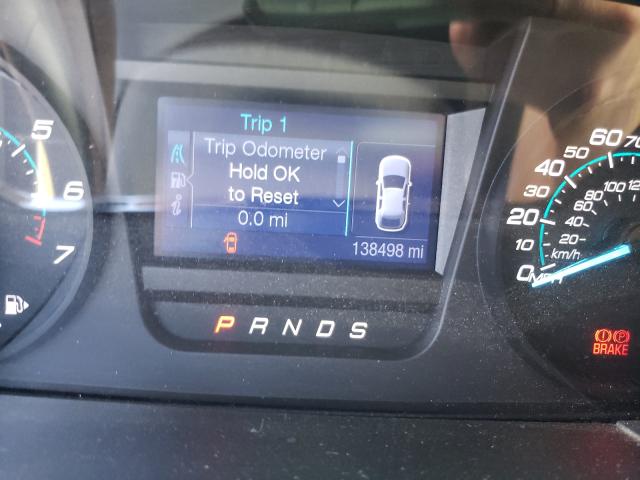 Trip 1
Trip Odometer
Hold OK
to Reset
0.0 mi
138498 mi
P R N D S
5
6
7
0 MPH
10
20
30
40
50
60
70
km/h
20
40
60
80
100
12
BRAKE